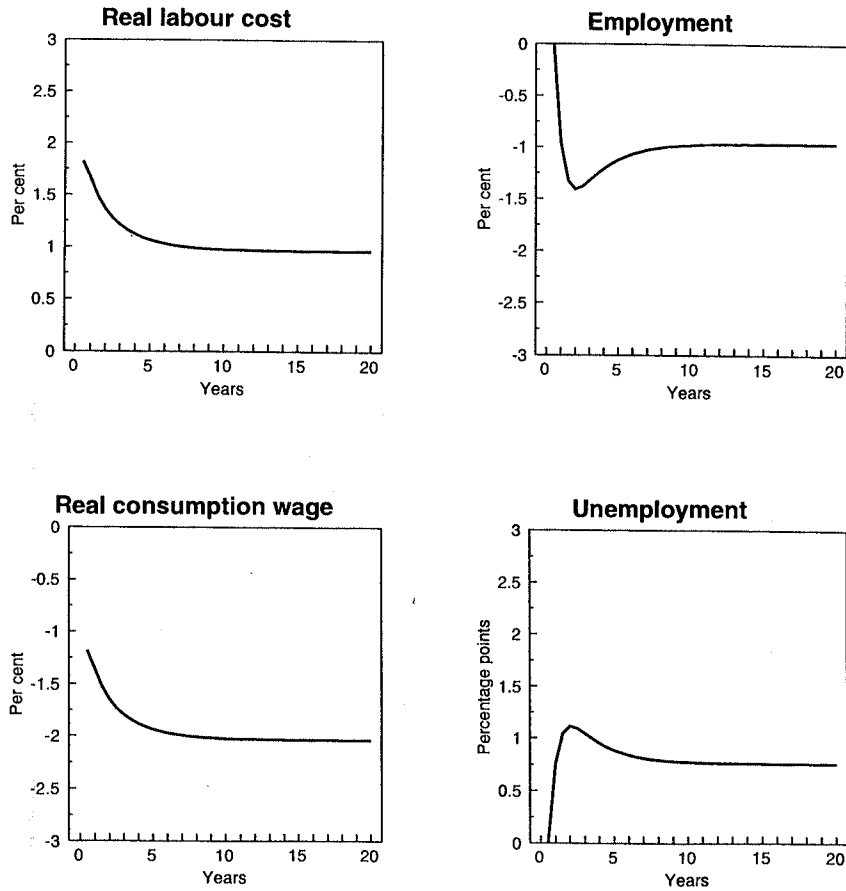 Real labour cost
3
2.5
2
1.5
1
0.5
0
Per cent
0 5 10 15 20
Years
Employment
0
-0.5
-1
-1.5
-2
-2.5
-3
Per cent
0 5 10 15 20
Years
Real consumption wage
0
-0.5
-1
-1.5
-2
-2.5
-3
Per cent
0 5 10 15 20
Years
Unemployment
3
2.5
2
1.5
1
0.5
0
Percentage points
0 5 10 15 20
Years